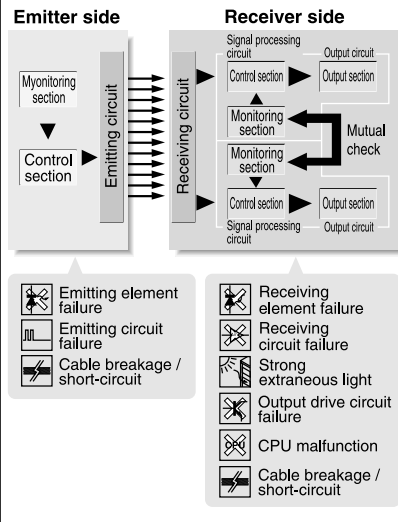 Emitter side
Receiver side
Signal processing
circuit
Output circuit
Myonitoring
section
Control
section
Emitting circuit
Receiving circuit
Control section
Output section
Monitoring
section
Mutual
check
Monitoring
section
Control section
Output section
Signal processing
circuit
Output circuit
Emitting element
failure
Emitting circuit
failure
Cable breakage /
short-circuit
Receiving
element failure
Receiving
circuit failure
Strong
extraneous light
Output drive circuit
failure
CPU
CPU malfunction
Cable breakage /
short-circuit